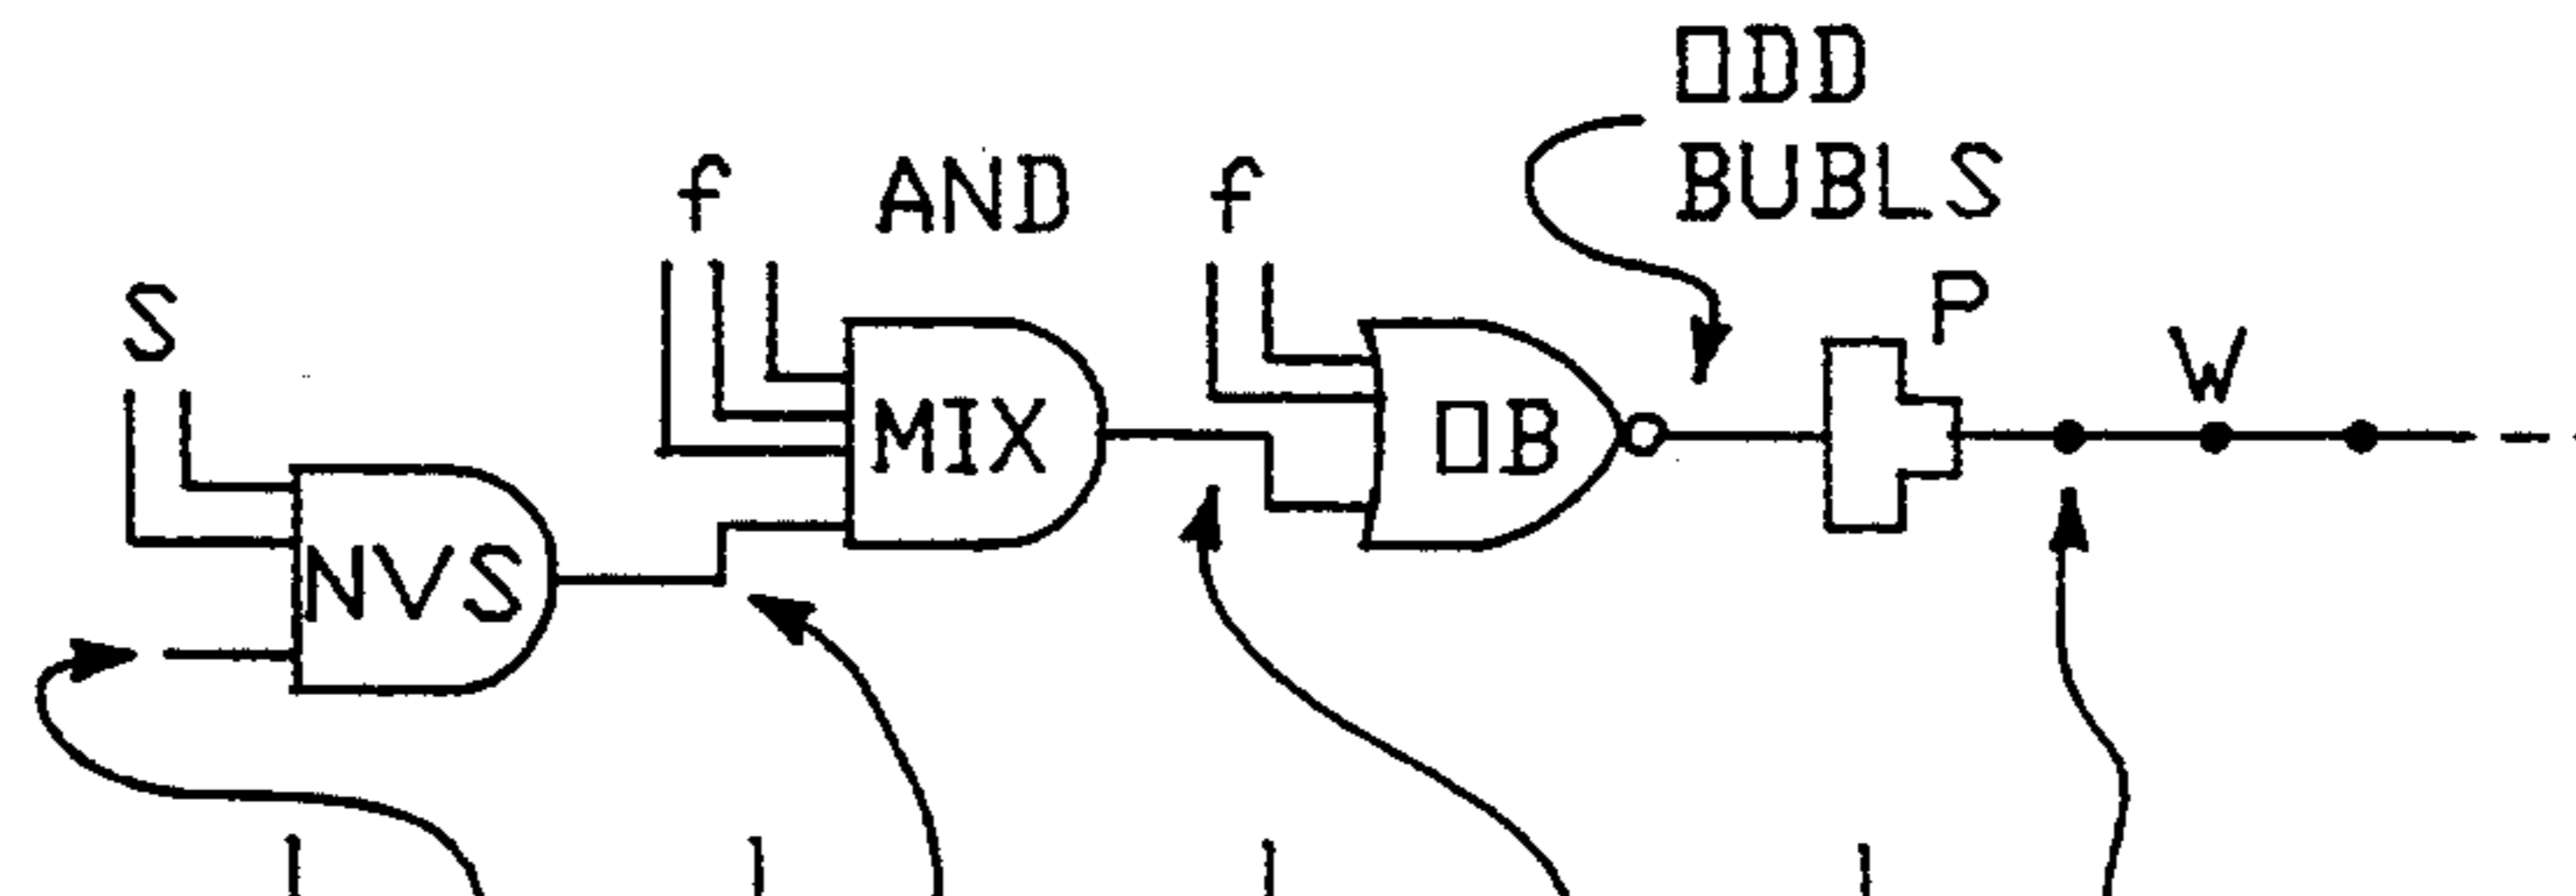 ODD
BUBLS
f AND f
S
P
W
MIX
OB
NVS